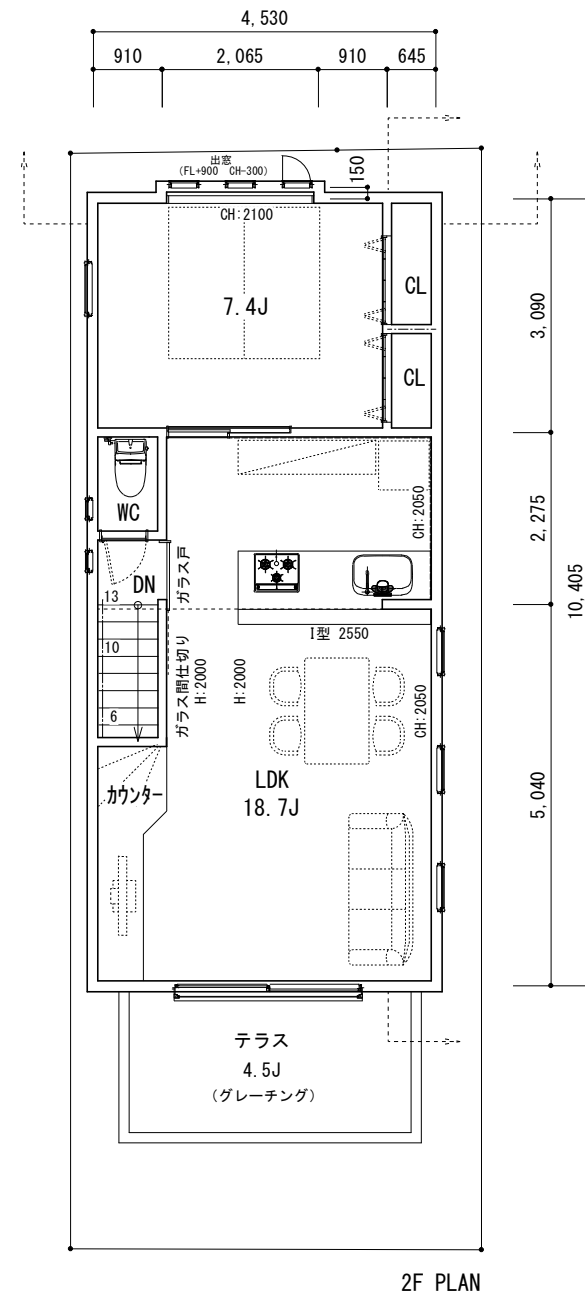 4,530
910 2,065 910 645
出窓
(FL+900 CH-300)
150
CH:2100
7.4J
CL
CL
3,090
WC
DN
ガラス戸
CH:2050
2,275
10,405
13
10
6
ガラス間仕切り
H:2000
H:2000
I型 2550
CH:2050
カウンター
LDK
18.7J
5,040
テラス
4.5J
(グレーチング)
2F PLAN